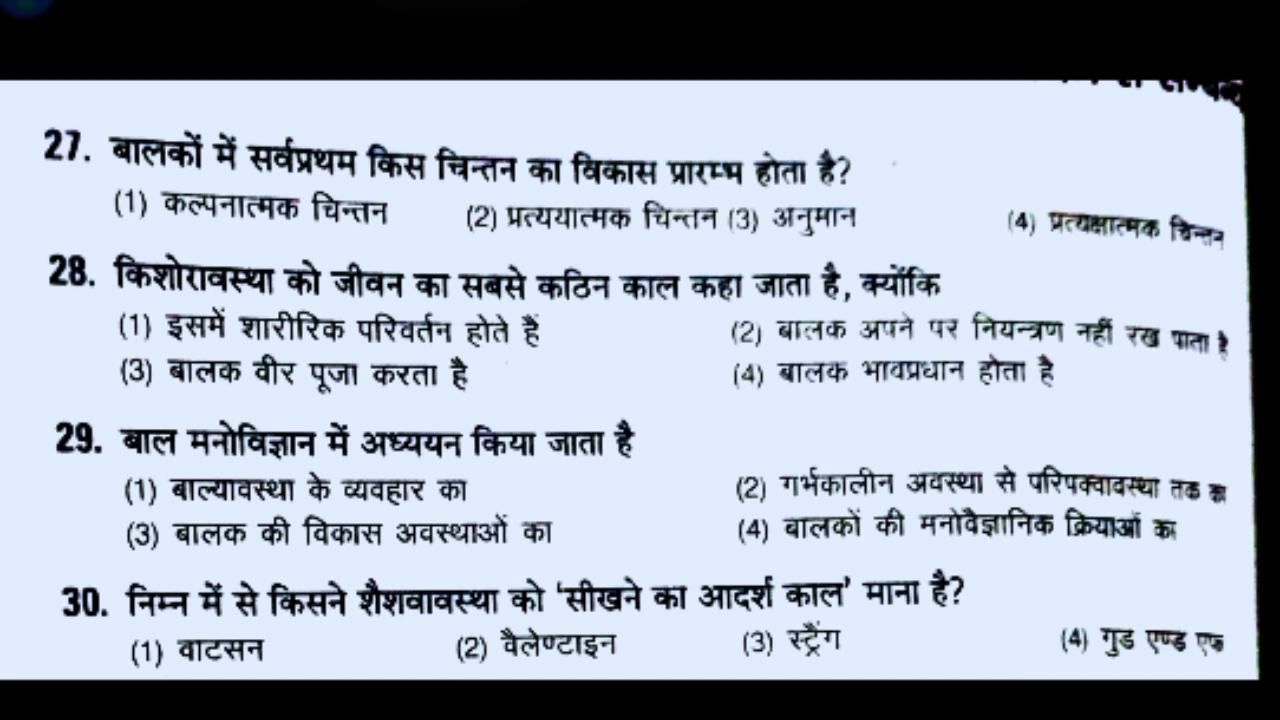 27. बालकों में सर्वप्रथम किस चिन्तन का विकास प्रारम्भ होता है?
(1) कल्पनात्मक चिन्तन (2) प्रत्ययात्मक चिन्तन (3) अनुमान (4) प्रत्यक्षात्मक चिन्तन
28. किशोरावस्था को जीवन का सबसे कठिन काल कहा जाता है, क्योंकि
(1) इसमें शारीरिक परिवर्तन होते हैं (2) बालक अपने पर नियन्त्रण नहीं रख पाता है
(3) बालक वीर पूजा करता है (4) बालक भावप्रधान होता है
29. बाल मनोविज्ञान में अध्ययन किया जाता है
(1) बाल्यावस्था के व्यवहार का (2) गर्भकालीन अवस्था से परिपक्वावस्था तक का
(3) बालक की विकास अवस्थाओं का (4) बालकों की मनोवैज्ञानिक क्रियाओं का
30. निम्न में से किसने शैशवावस्था को 'सीखने का आदर्श काल' माना है?
(1) वाटसन (2) वैलेण्टाइन (3) स्ट्रैंग (4) गुड एण्ड